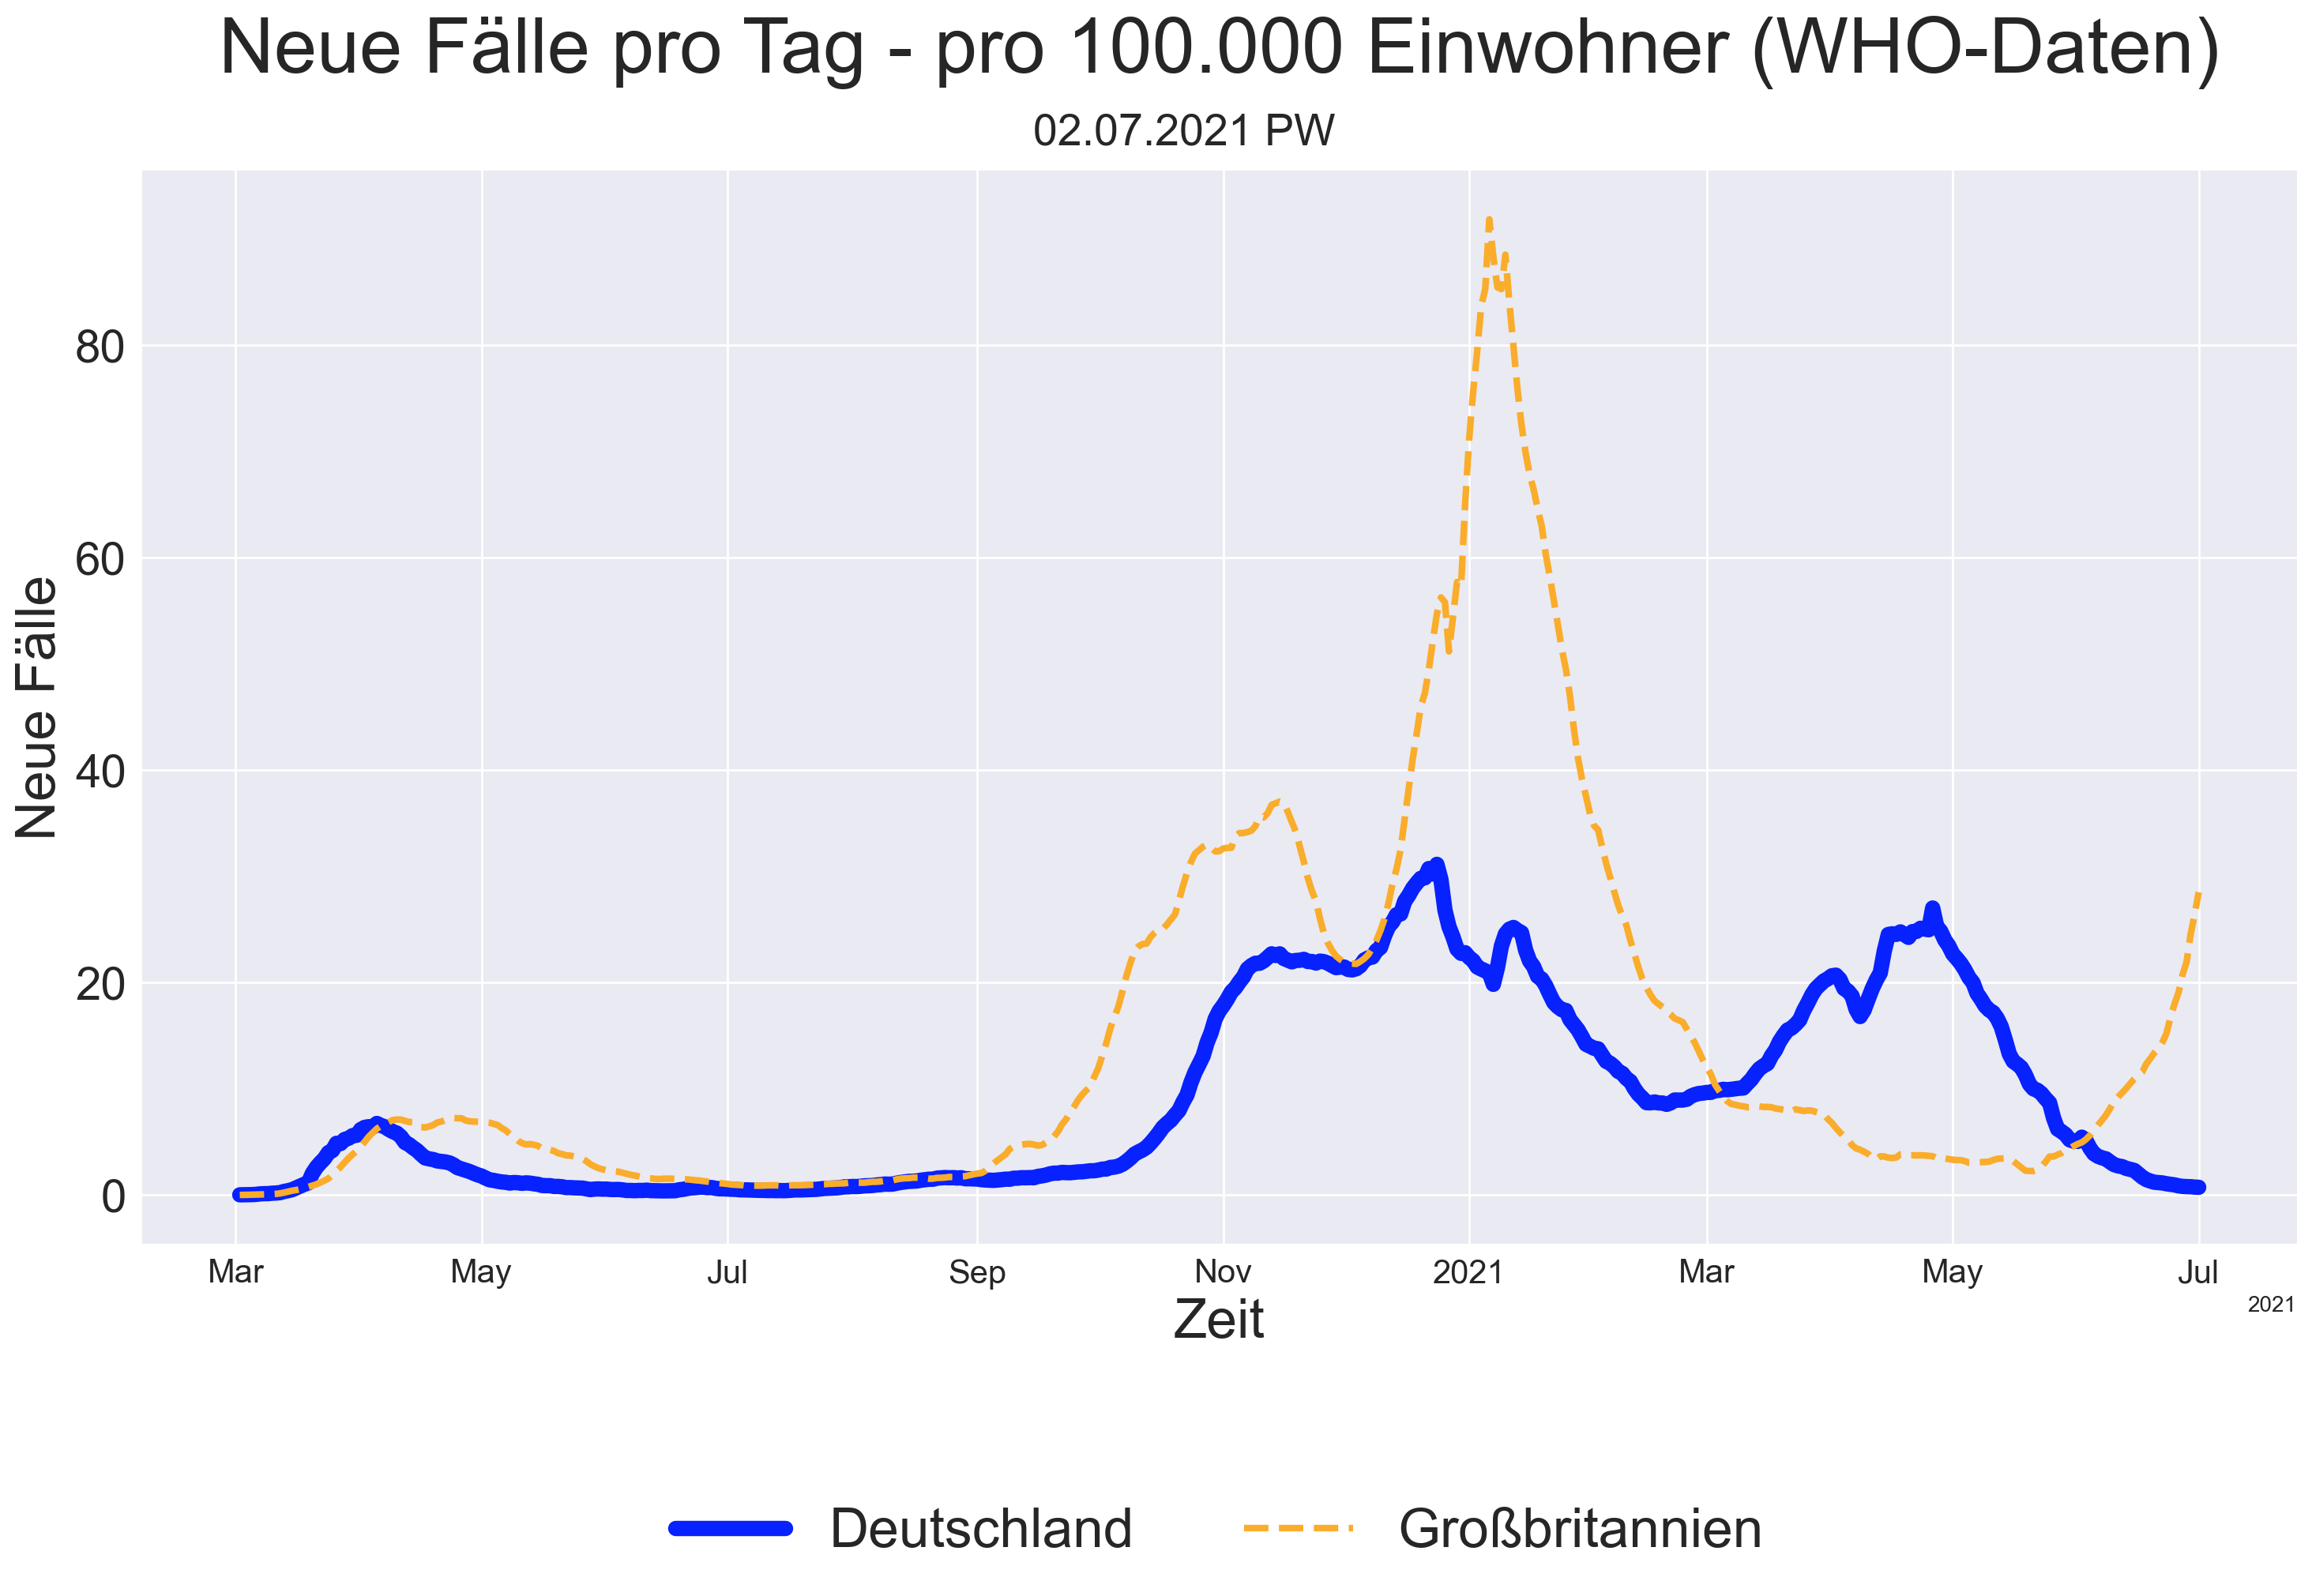 Neue Fälle pro Tag - pro 100.000 Einwohner (WHO-Daten)
02.07.2021 PW
Neue Fälle
80
60
40
20
0
Mar May Jul Sep Nov 2021 Mar May Jul
2021
Zeit
Deutschland Großbritannien